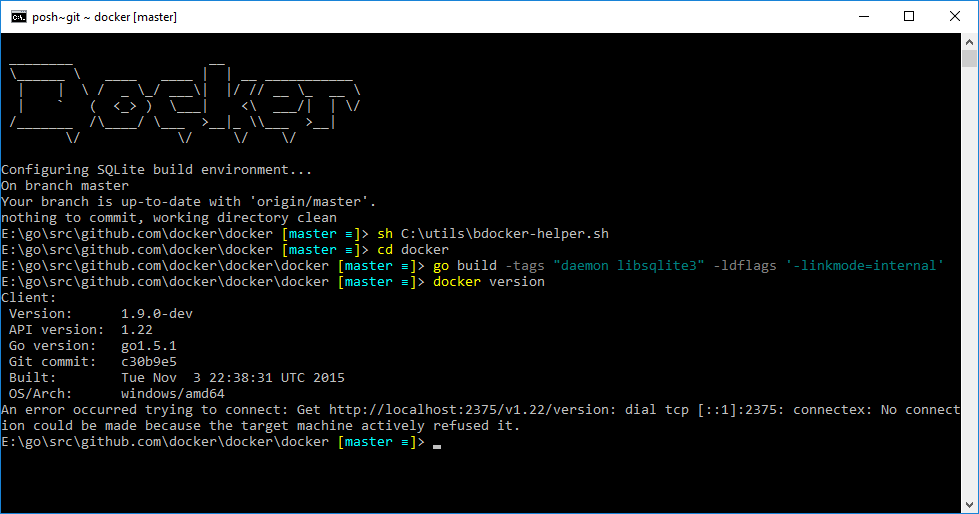 posh~git ~ docker [master]
Docker
Configuring SQLite build environment...
On branch master
Your branch is up-to-date with 'origin/master'.
nothing to commit, working directory clean
E:\go\src\github.com\docker\docker [master ≡]> sh C:\utils\bdocker-helper.sh
E:\go\src\github.com\docker\docker [master ≡]> cd docker
E:\go\src\github.com\docker\docker\docker [master ≡]> go build -tags "daemon libsqlite3" -ldflags '-linkmode=internal'
E:\go\src\github.com\docker\docker\docker [master ≡]> docker version
Client:
 Version:      1.9.0-dev
 API version:  1.22
 Go version:   go1.5.1
 Git commit:   c30b9e5
 Built:        Tue Nov  3 22:38:31 UTC 2015
 OS/Arch:      windows/amd64
An error occurred trying to connect: Get http://localhost:2375/v1.22/version: dial tcp [::1]:2375: connectex: No connect
ion could be made because the target machine actively refused it.
E:\go\src\github.com\docker\docker\docker [master ≡]>